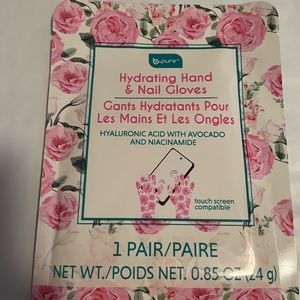 b.pure
Hydrating Hand
& Nail Gloves
Gants Hydratants Pour
Les Mains Et Les Ongles
HYALURONIC ACID WITH AVOCADO
AND NIACINAMIDE
touch screen
compatible
1 PAIR/PAIRE
NET WT./POIDS NET. 0.85 OZ (24 g)